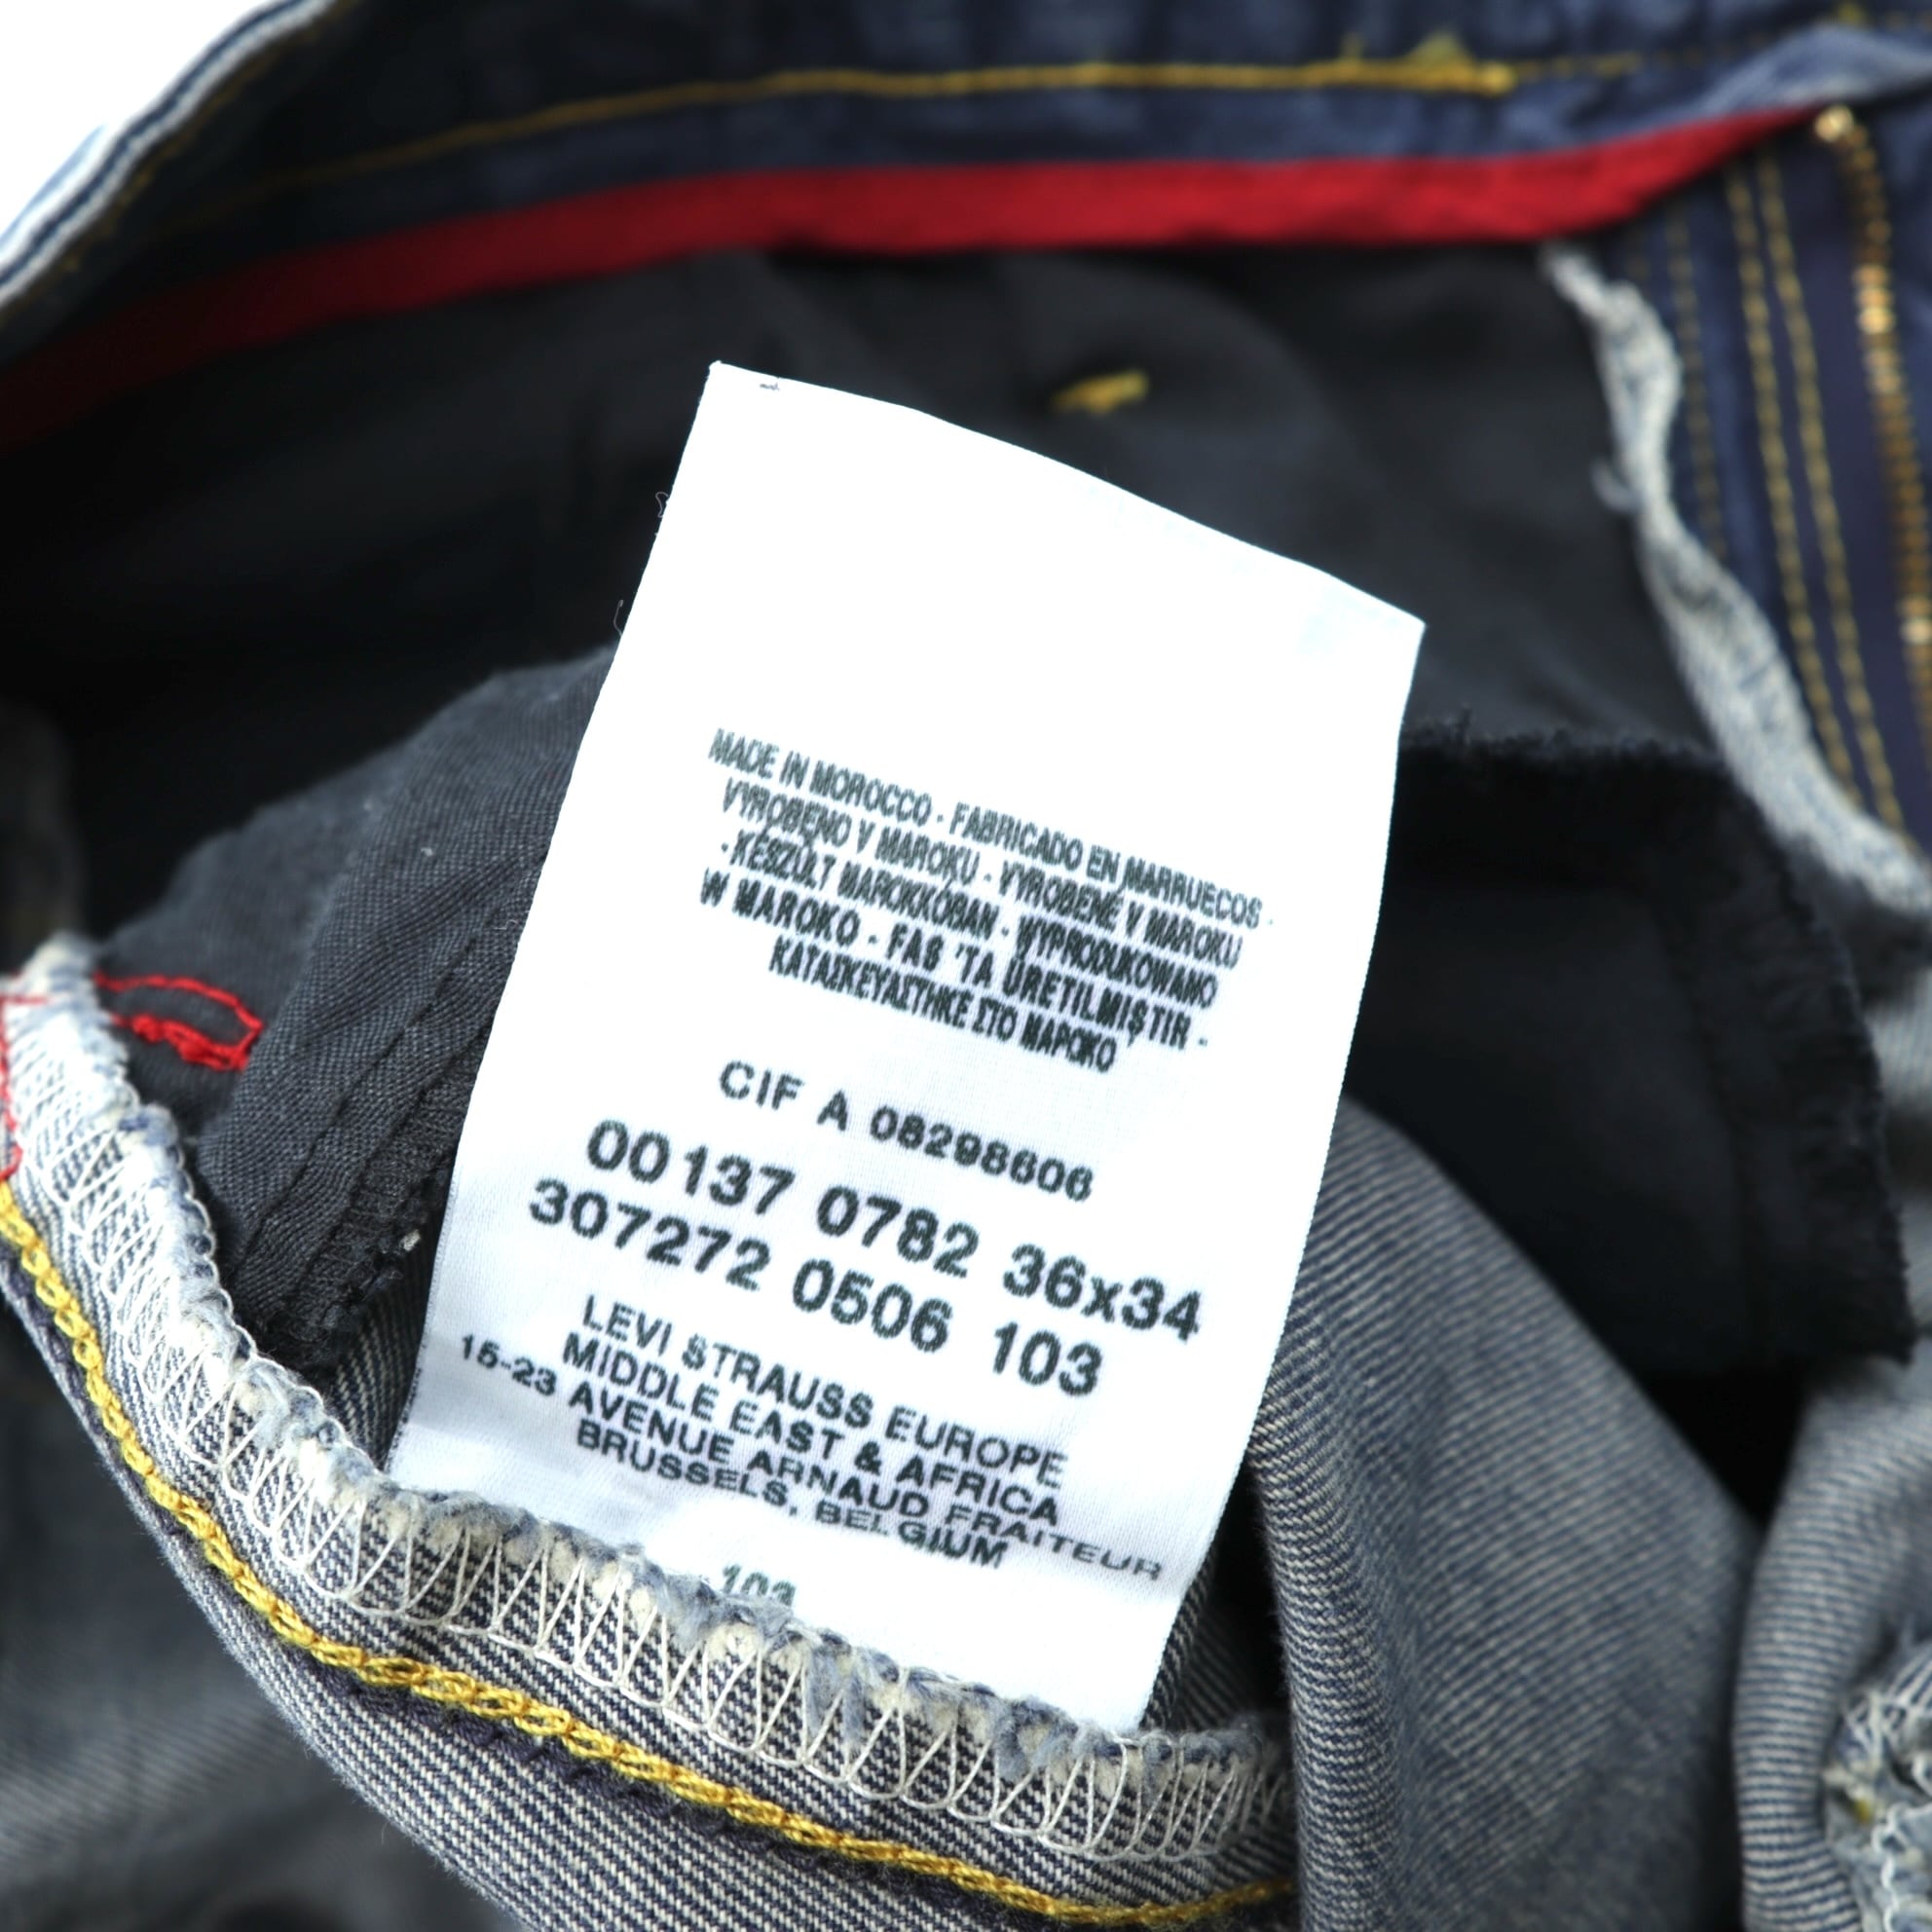 MADE IN MOROCCO - FABRICADO EN MARRUECOS -
VYROBENO V MAROKU - VYROBENÉ V MAROKU
- KÉSZÜLT MAROKKÓBAN - WYPRODUKOWANO
W MAROKO - FAS 'TA ÜRETILMIŞTIR -
ΚΑΤΑΣΚΕΥΑΣΤΗΚΕ ΣΤΟ ΜΑΡΟΚΟ
CIF A 08298606
00137 0782 36x34
307272 0506 103
LEVI STRAUSS EUROPE
MIDDLE EAST & AFRICA
15-23 AVENUE ARNAUD FRAITEUR
BRUSSELS, BELGIUM
103